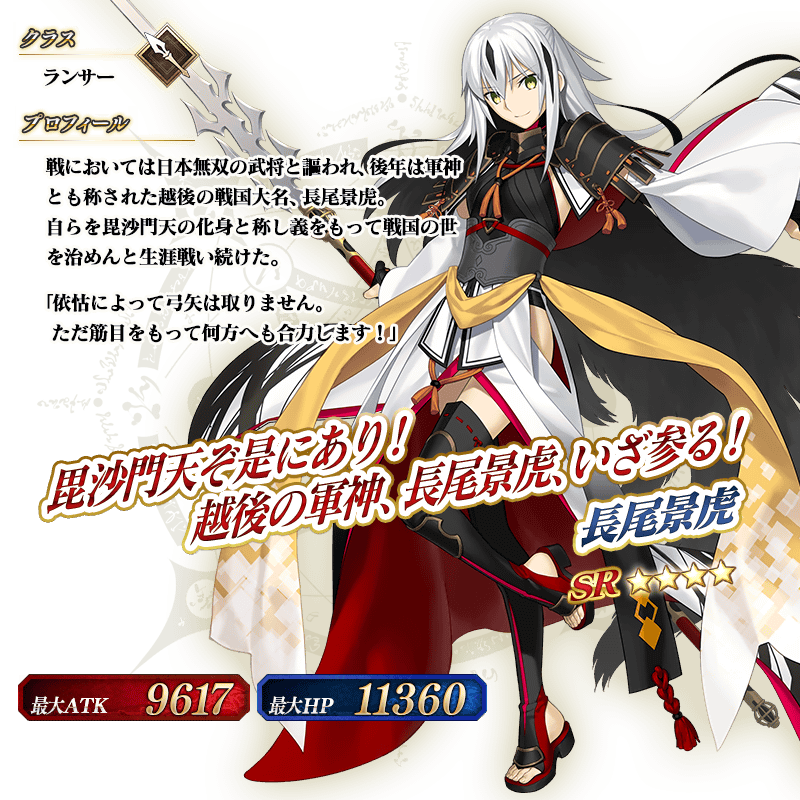 クラス
ランサー
プロフィール
戦においては日本無双の武将と謳われ、後年は軍神
とも称された越後の戦国大名、長尾景虎。
自らを毘沙門天の化身と称し義をもって戦国の世
を治めんと生涯戦い続けた。
「依怙によって弓矢は取りません。
ただ筋目をもって何方へも合力します!」
毘沙門天ぞ是にあり!
越後の軍神、長尾景虎、いざ参る!
長尾景虎
SR ★★★★
最大ATK 9617
最大HP 11360